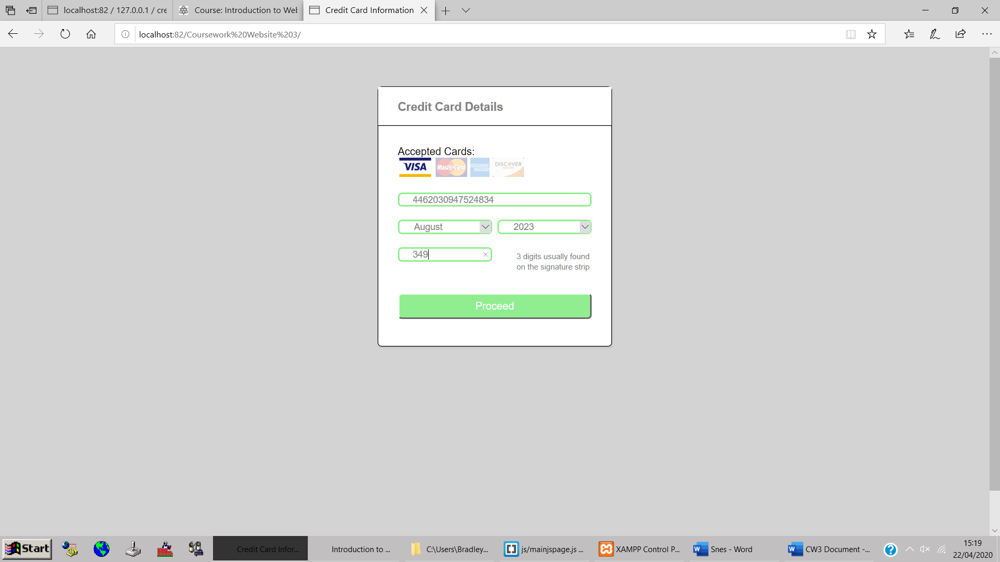 localhost:82 / 127.0.0.1 / cre
Course: Introduction to Wel
Credit Card Information
localhost:82/Coursework%20Website%203/
Credit Card Details
Accepted Cards:
VISA MasterCard AMERICAN EXPRESS DISCOVER
NETWORK
4462030947524834
August 2023
349
3 digits usually found
on the signature strip
Proceed
Start
Credit Card Infor...
Introduction to ...
C:\Users\Bradley...
js/mainjspage.js ...
XAMPP Control P...
Snes - Word
CW3 Document -...
15:19
22/04/2020